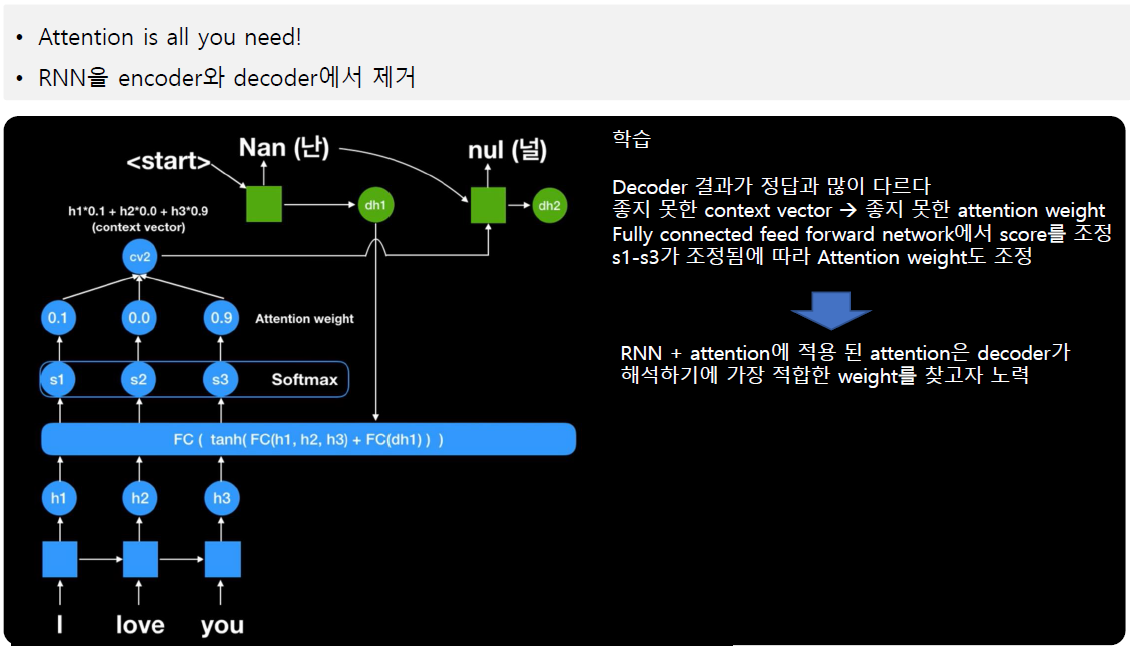 • Attention is all you need!
• RNN을 encoder와 decoder에서 제거
<start>
Nan (난)
nul (널)
dh1
dh2
h1*0.1 + h2*0.0 + h3*0.9
(context vector)
cv2
0.1
0.0
0.9
Attention weight
s1
s2
s3
Softmax
FC ( tanh( FC(h1, h2, h3) + FC(dh1) ) )
h1
h2
h3
I
love
you
학습
Decoder 결과가 정답과 많이 다르다
좋지 못한 context vector → 좋지 못한 attention weight
Fully connected feed forward network에서 score를 조정
s1-s3가 조정됨에 따라 Attention weight도 조정
RNN + attention에 적용 된 attention은 decoder가
해석하기에 가장 적합한 weight를 찾고자 노력